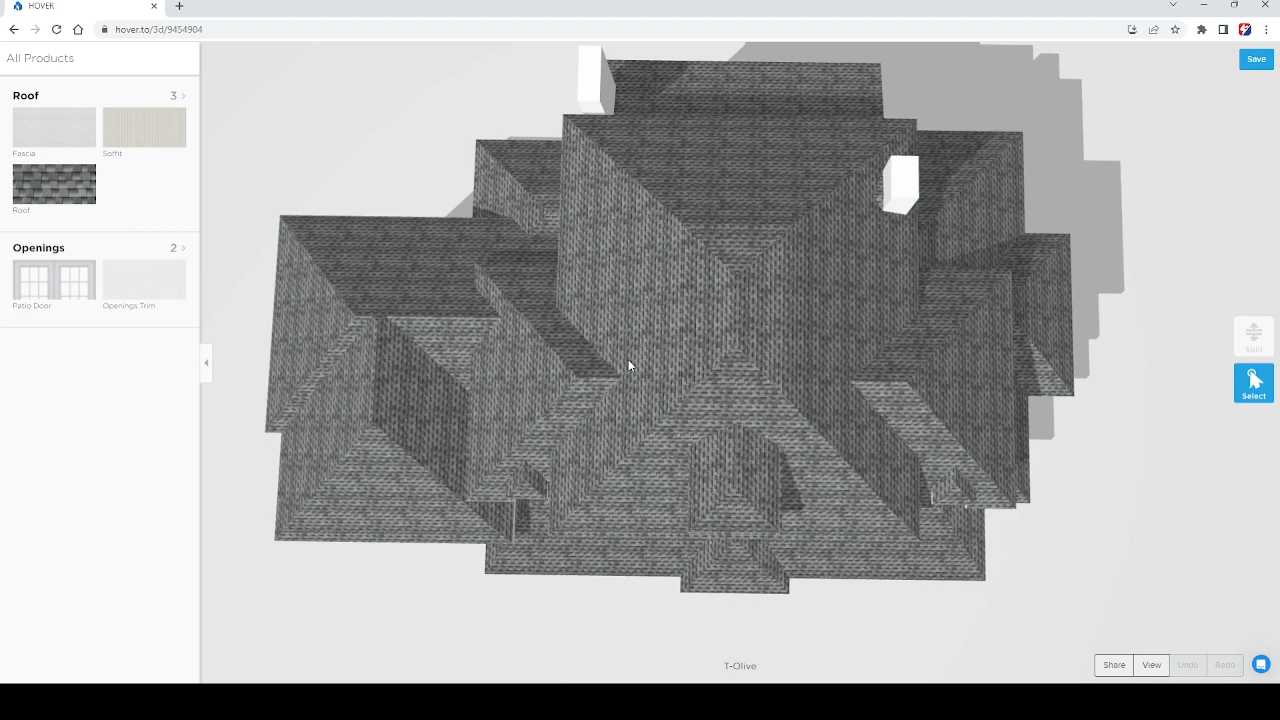 HOVER
hover.to/3d/9454904
All Products
Save
Roof
3
Fascia
Soffit
Roof
Openings
2
Patio Door
Openings Trim
Split
Select
T-Olive
Share
View
Undo
Redo